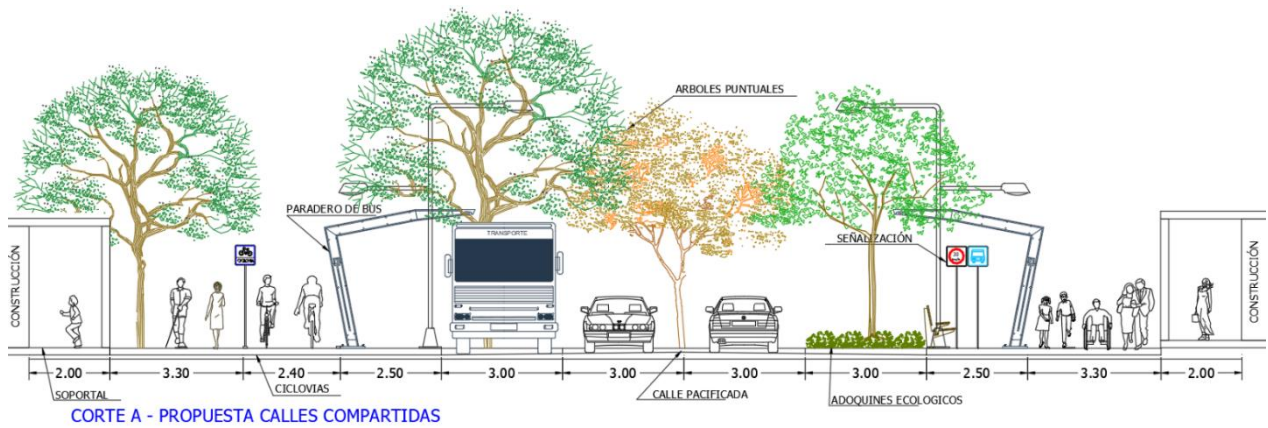 ARBOLES PUNTUALES
PARADERO DE BUS
TRANSPORTE
SEÑALIZACIÓN
CONSTRUCCIÓN
CONSTRUCCIÓN
2.00 3.30 2.40 2.50 3.00 3.00 3.00 3.00 2.50 3.30 2.00
SOPORTAL
CICLOVIAS
CALLE PACIFICADA
ADOQUINES ECOLOGICOS
CORTE A - PROPUESTA CALLES COMPARTIDAS